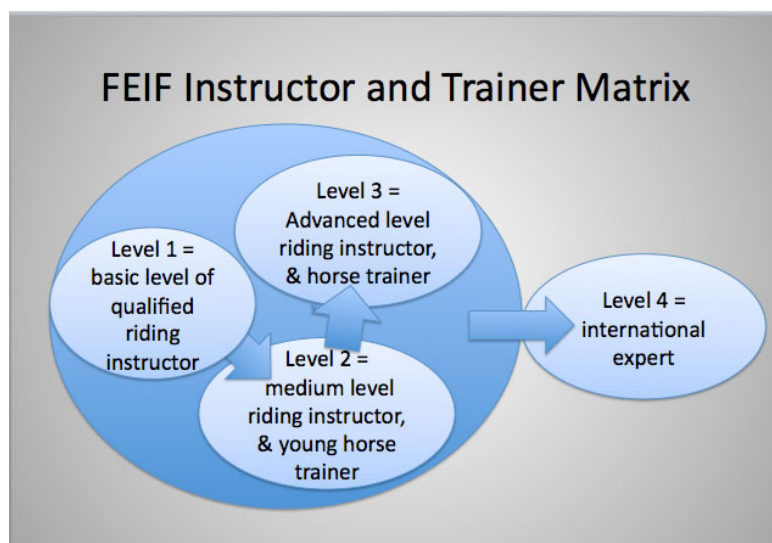 FEIF Instructor and Trainer Matrix
Level 1 =
basic level of
qualified
riding
instructor
Level 2 =
medium level
riding instructor,
& young horse
trainer
Level 3 =
Advanced level
riding instructor,
& horse trainer
Level 4 =
international
expert